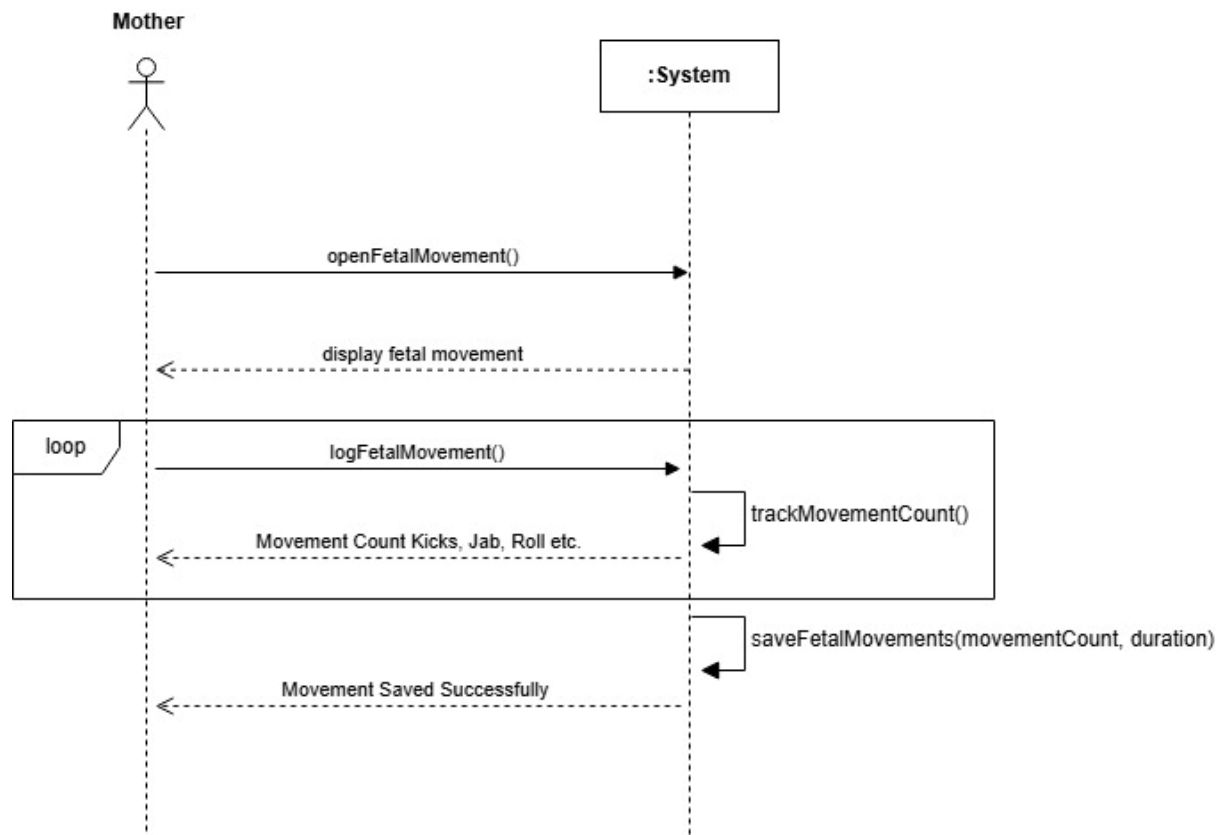 Mother
:System
openFetalMovement()
display fetal movement
loop
logFetalMovement()
trackMovementCount()
Movement Count Kicks, Jab, Roll etc.
saveFetalMovements(movementCount, duration)
Movement Saved Successfully